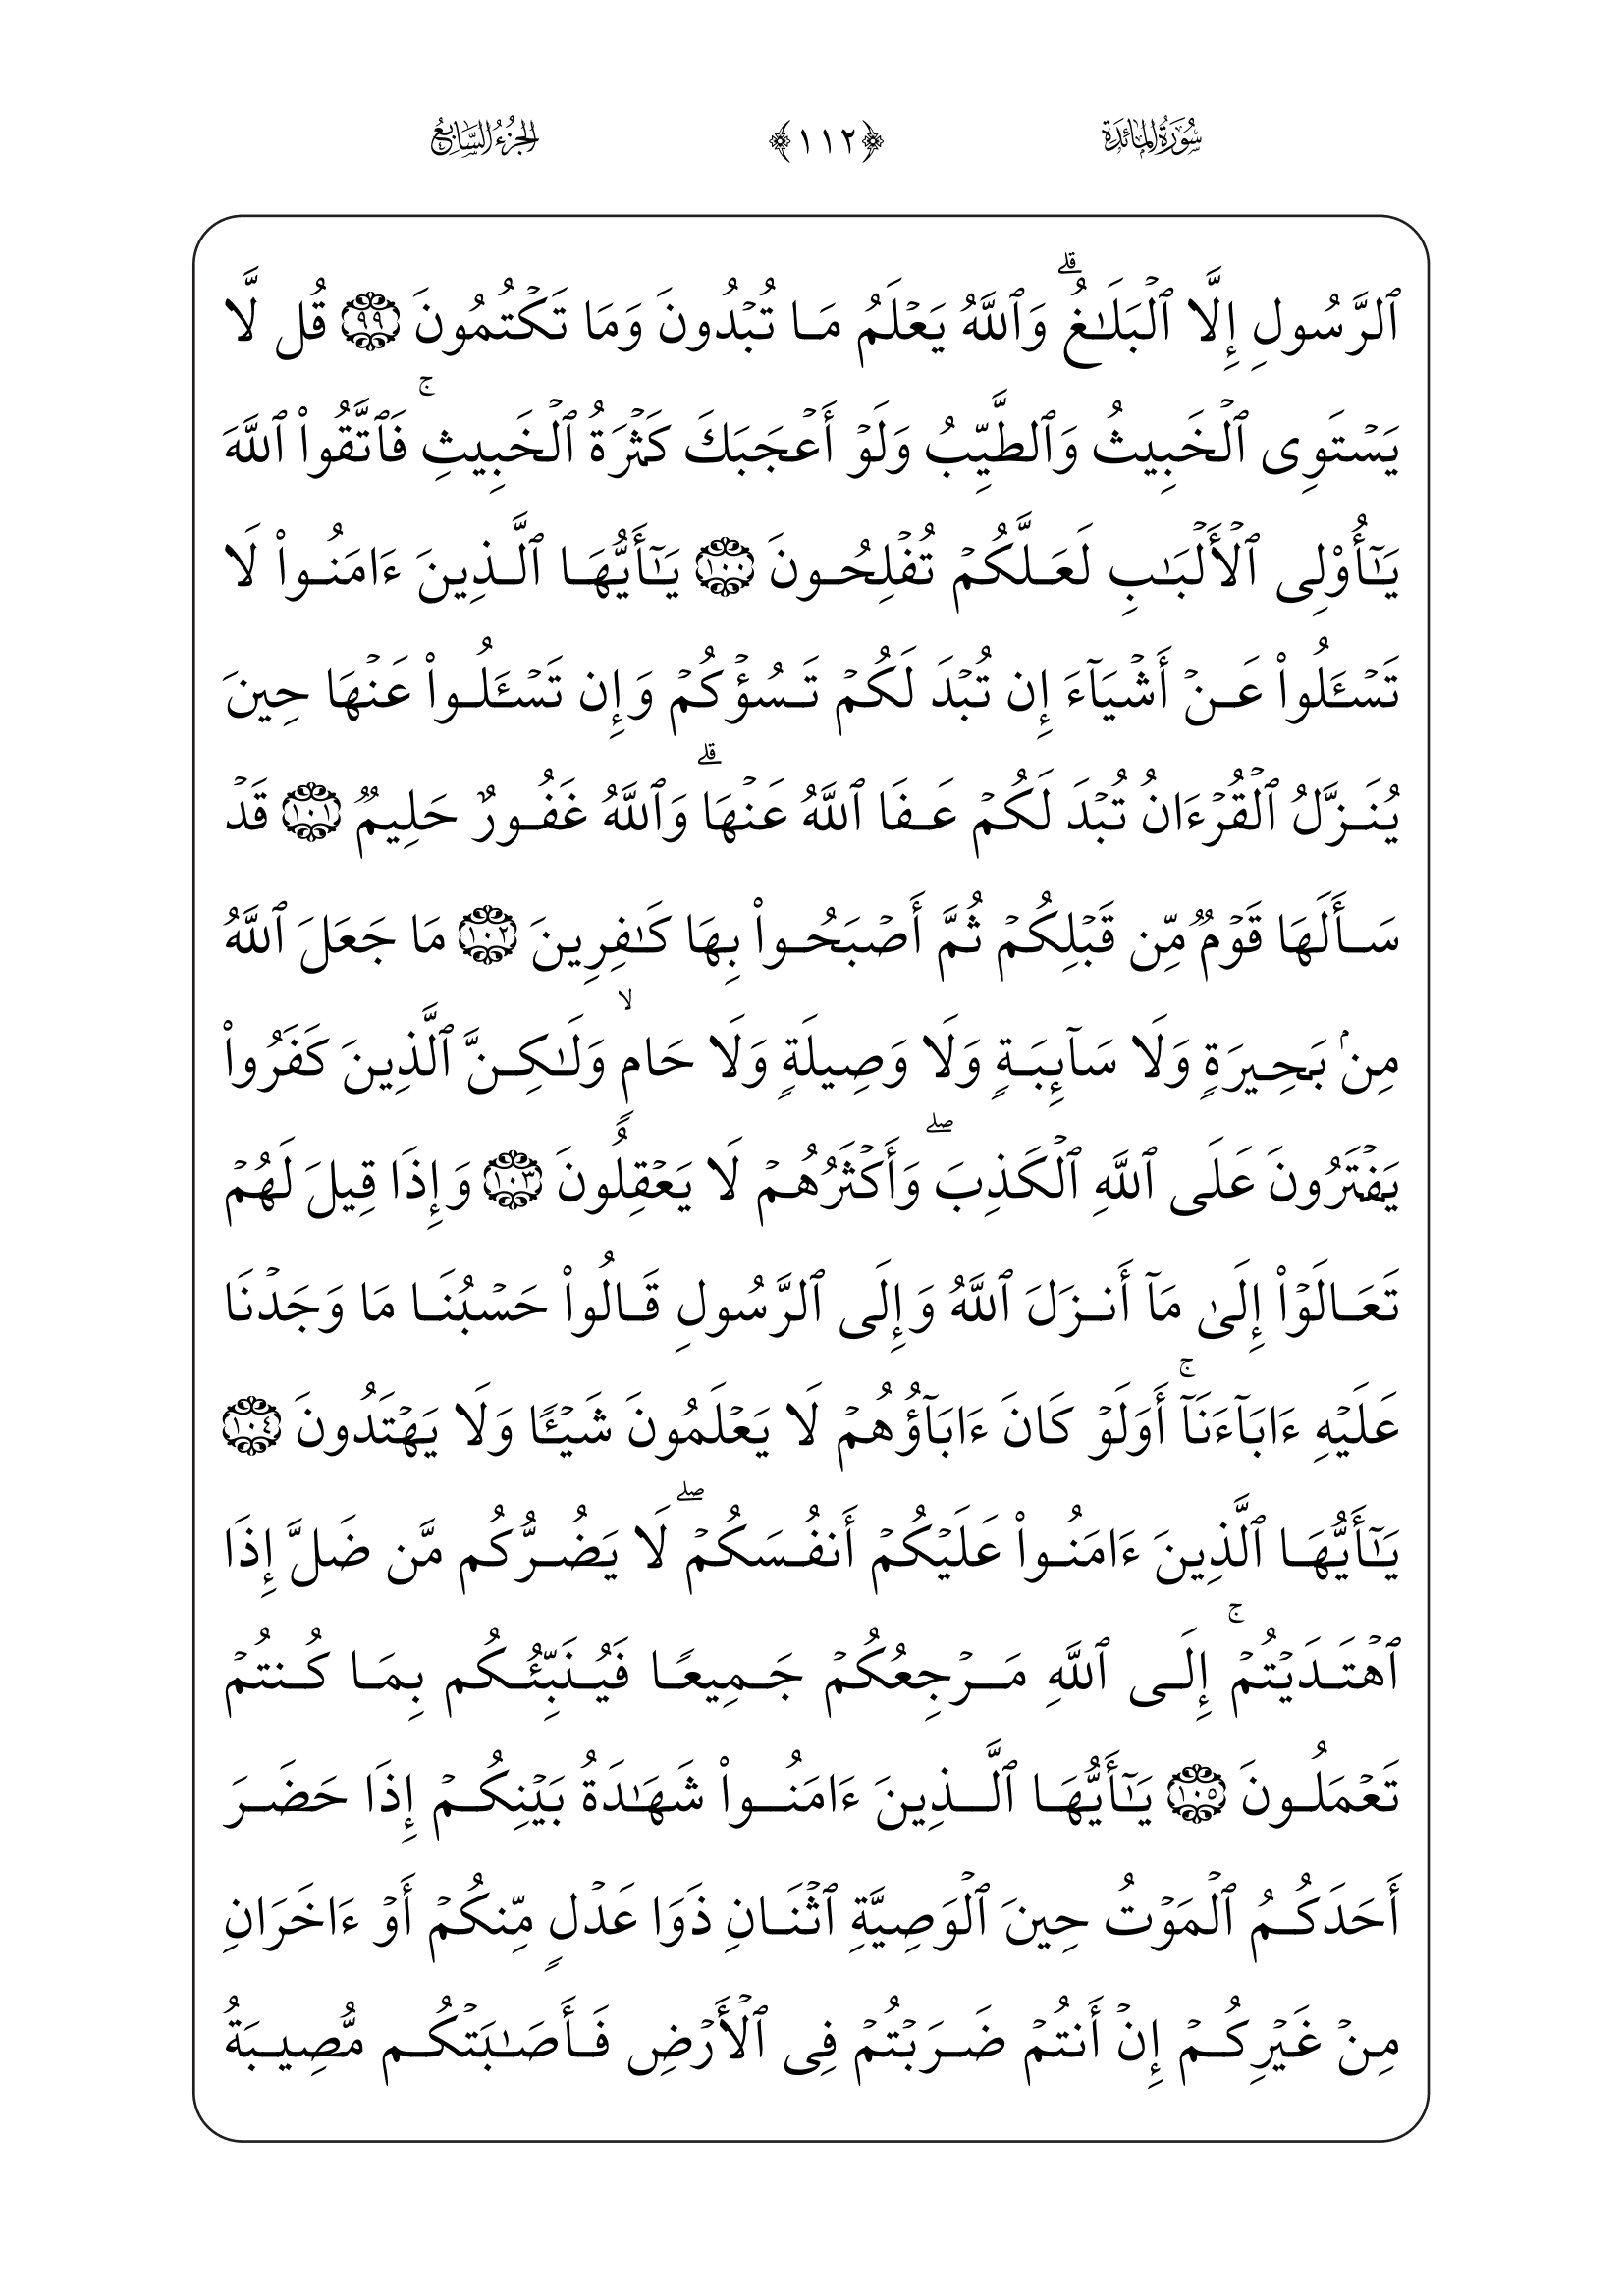 سُورَةُ المَائدَةِ ﴿١١٢﴾ الجُزءُ السَّابِعُ
ٱلرَّسُولِ إِلَّا ٱلۡبَلَٰغُۗ وَٱللَّهُ يَعۡلَمُ مَا تُبۡدُونَ وَمَا تَكۡتُمُونَ ٩٩ قُل لَّا
يَسۡتَوِى ٱلۡخَبِيثُ وَٱلطَّيِّبُ وَلَوۡ أَعۡجَبَكَ كَثۡرَةُ ٱلۡخَبِيثِۚ فَٱتَّقُواْ ٱللَّهَ
يَٰٓأُوْلِى ٱلۡأَلۡبَٰبِ لَعَلَّكُمۡ تُفۡلِحُونَ ١٠٠ يَٰٓأَيُّهَا ٱلَّذِينَ ءَامَنُواْ لَا
تَسۡـَٔلُواْ عَنۡ أَشۡيَآءَ إِن تُبۡدَ لَكُمۡ تَسُؤۡكُمۡ وَإِن تَسۡـَٔلُواْ عَنۡهَا حِينَ
يُنَزَّلُ ٱلۡقُرۡءَانُ تُبۡدَ لَكُمۡ عَفَا ٱللَّهُ عَنۡهَاۗ وَٱللَّهُ غَفُورٌ حَلِيمٌ ١٠١ قَدۡ
سَأَلَهَا قَوۡمٌ مِّن قَبۡلِكُمۡ ثُمَّ أَصۡبَحُواْ بِهَا كَٰفِرِينَ ١٠٢ مَا جَعَلَ ٱللَّهُ
مِنۢ بَحِيرَةٍ وَلَا سَآئِبَةٍ وَلَا وَصِيلَةٍ وَلَا حَامٍۙ وَلَٰكِنَّ ٱلَّذِينَ كَفَرُواْ
يَفۡتَرُونَ عَلَى ٱللَّهِ ٱلۡكَذِبَۖ وَأَكۡثَرُهُمۡ لَا يَعۡقِلُونَ ١٠٣ وَإِذَا قِيلَ لَهُمۡ
تَعَالَوۡاْ إِلَىٰ مَآ أَنزَلَ ٱللَّهُ وَإِلَى ٱلرَّسُولِ قَالُواْ حَسۡبُنَا مَا وَجَدۡنَا
عَلَيۡهِ ءَابَآءَنَآۚ أَوَلَوۡ كَانَ ءَابَآؤُهُمۡ لَا يَعۡلَمُونَ شَيۡـًٔا وَلَا يَهۡتَدُونَ ١٠٤
يَٰٓأَيُّهَا ٱلَّذِينَ ءَامَنُواْ عَلَيۡكُمۡ أَنفُسَكُمۡۖ لَا يَضُرُّكُم مَّن ضَلَّ إِذَا
ٱهۡتَدَيۡتُمۡۚ إِلَى ٱللَّهِ مَرۡجِعُكُمۡ جَمِيعًا فَيُنَبِّئُكُم بِمَا كُنتُمۡ
تَعۡمَلُونَ ١٠٥ يَٰٓأَيُّهَا ٱلَّذِينَ ءَامَنُواْ شَهَٰدَةُ بَيۡنِكُمۡ إِذَا حَضَرَ
أَحَدَكُمُ ٱلۡمَوۡتُ حِينَ ٱلۡوَصِيَّةِ ٱثۡنَانِ ذَوَا عَدۡلٍ مِّنكُمۡ أَوۡ ءَاخَرَانِ
مِنۡ غَيۡرِكُمۡ إِنۡ أَنتُمۡ ضَرَبۡتُمۡ فِى ٱلۡأَرۡضِ فَأَصَٰبَتۡكُم مُّصِيبَةُ